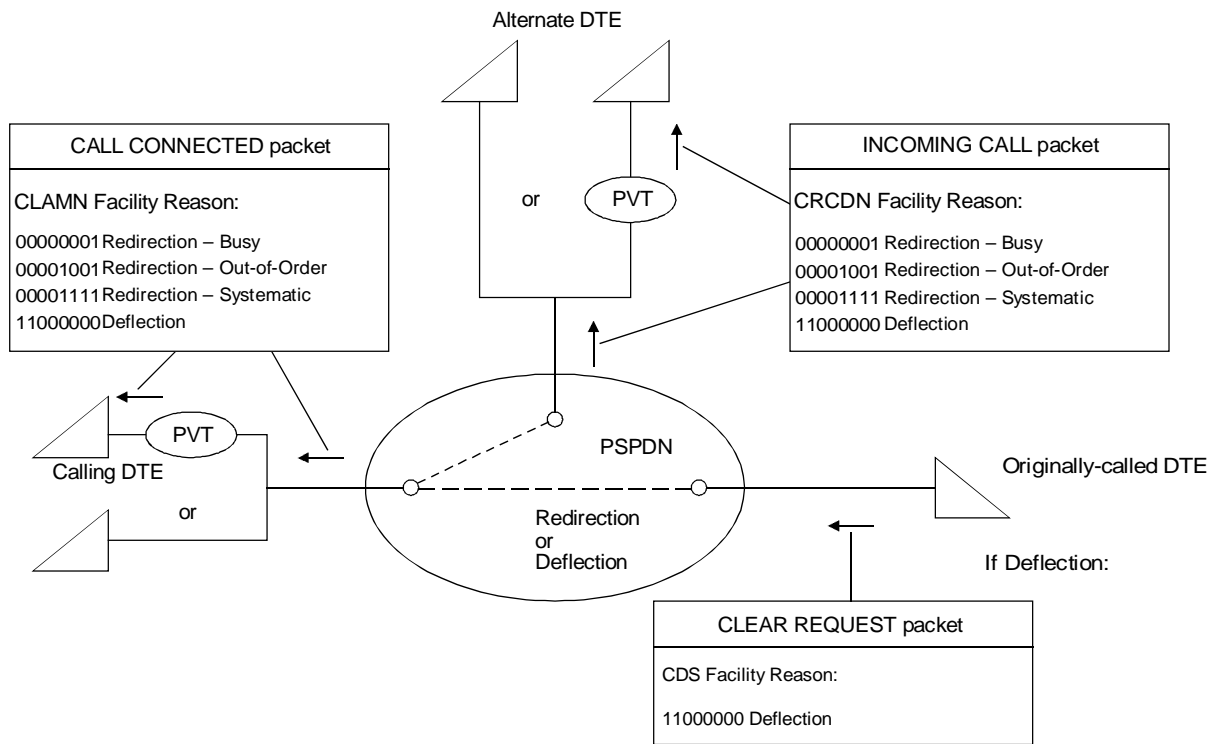 Alternate DTE
CALL CONNECTED packet
CLAMN Facility Reason:
00000001 Redirection – Busy
00001001 Redirection – Out-of-Order
00001111 Redirection – Systematic
11000000 Deflection
or
PVT
INCOMING CALL packet
CRCDN Facility Reason:
00000001 Redirection – Busy
00001001 Redirection – Out-of-Order
00001111 Redirection – Systematic
11000000 Deflection
PVT
Calling DTE
or
PSPDN
Redirection
or
Deflection
Originally-called DTE
If Deflection:
CLEAR REQUEST packet
CDS Facility Reason:
11000000 Deflection